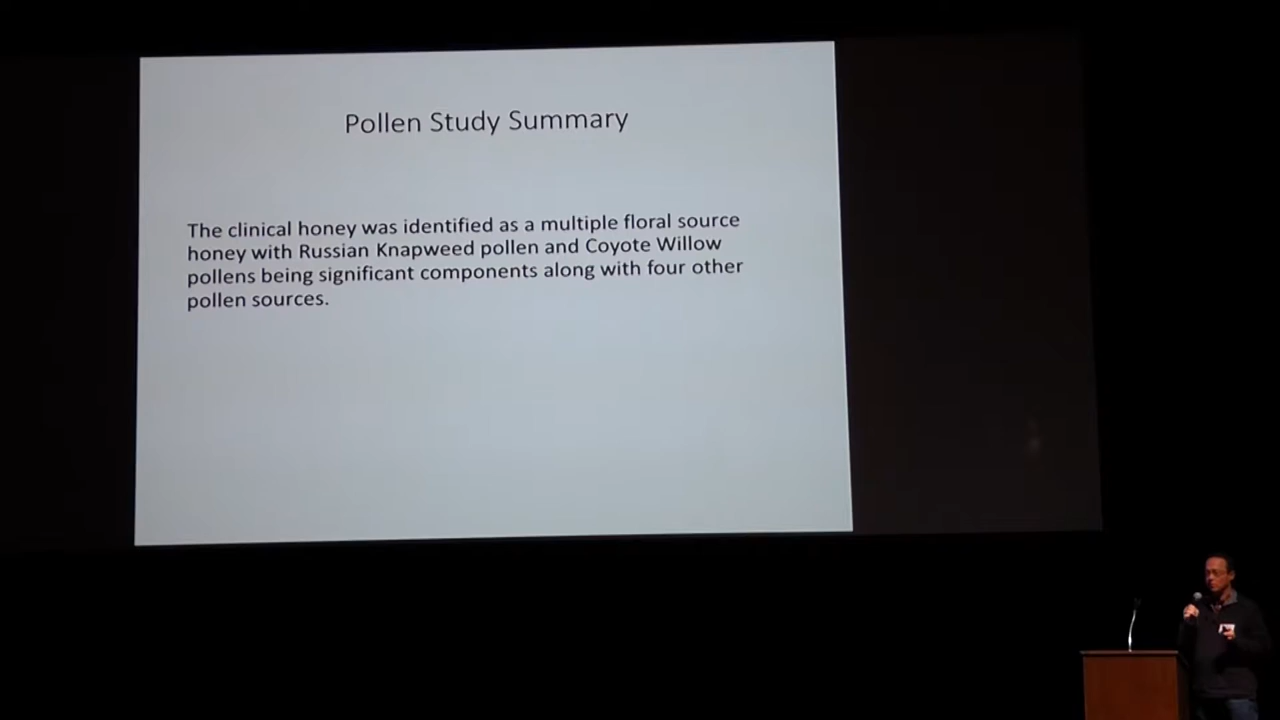 Pollen Study Summary
The clinical honey was identified as a multiple floral source
honey with Russian Knapweed pollen and Coyote Willow
pollens being significant components along with four other
pollen sources.